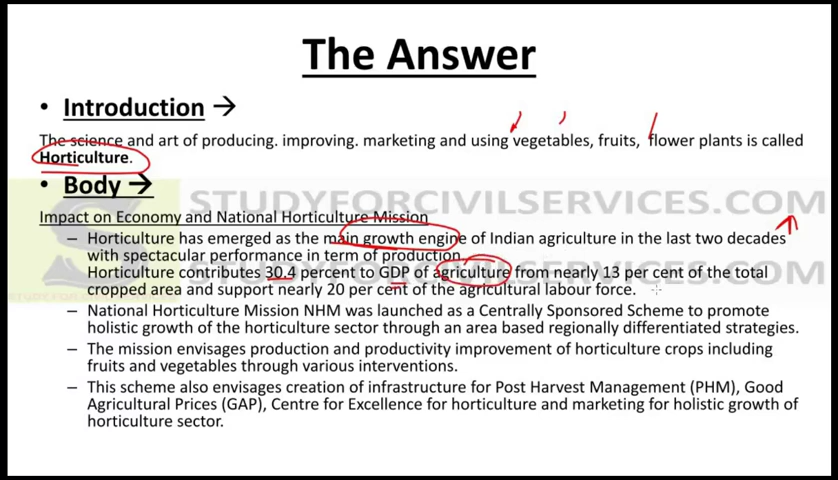 The Answer
• Introduction →
The science and art of producing. improving. marketing and using vegetables, fruits, flower plants is called
Horticulture.
• Body →
STUDYFORCIVILSERVICES.COM
Impact on Economy and National Horticulture Mission
– Horticulture has emerged as the main growth engine of Indian agriculture in the last two decades
with spectacular performance in term of production.
Horticulture contributes 30.4 percent to GDP of agriculture from nearly 13 per cent of the total
cropped area and support nearly 20 per cent of the agricultural labour force.
– National Horticulture Mission NHM was launched as a Centrally Sponsored Scheme to promote
holistic growth of the horticulture sector through an area based regionally differentiated strategies.
– The mission envisages production and productivity improvement of horticulture crops including
fruits and vegetables through various interventions.
– This scheme also envisages creation of infrastructure for Post Harvest Management (PHM), Good
Agricultural Prices (GAP), Centre for Excellence for horticulture and marketing for holistic growth of
horticulture sector.